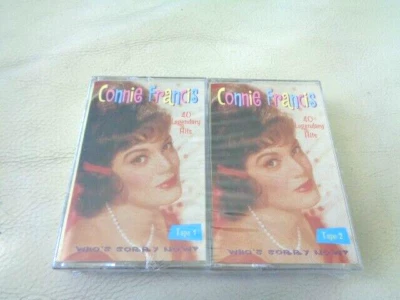 Connie Francis
40
Legendary
Hits
Tape 1
WHO'S SORRY NOW?
Connie Francis
40
Legendary
Hits
Tape 2
WHO'S SORRY NOW?